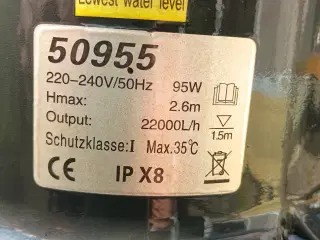 Lowest water level
50955
220-240V/50Hz 95W
Hmax: 2.6m
Output: 22000L/h
1.5m
Schutzklasse:I Max.35°C
CE IP X8